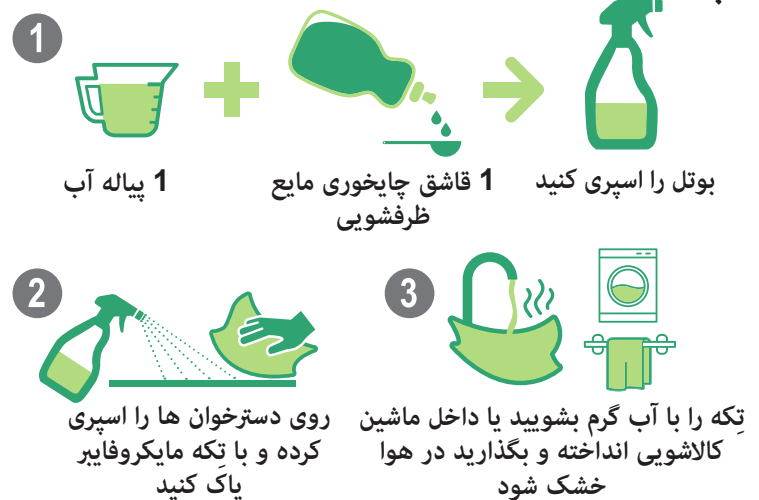 1
1 پیاله آب
1 قاشق چایخوری مایع
ظرفشویی
بوتل را اسپری کنید
2
روی دسترخوان ها را اسپری
کرده و با تِکه مایکروفایبر
پاک کنید
3
تِکه را با آب گرم بشویید یا داخل ماشین
کالاشویی انداخته و بگذارید در هوا
خشک شود